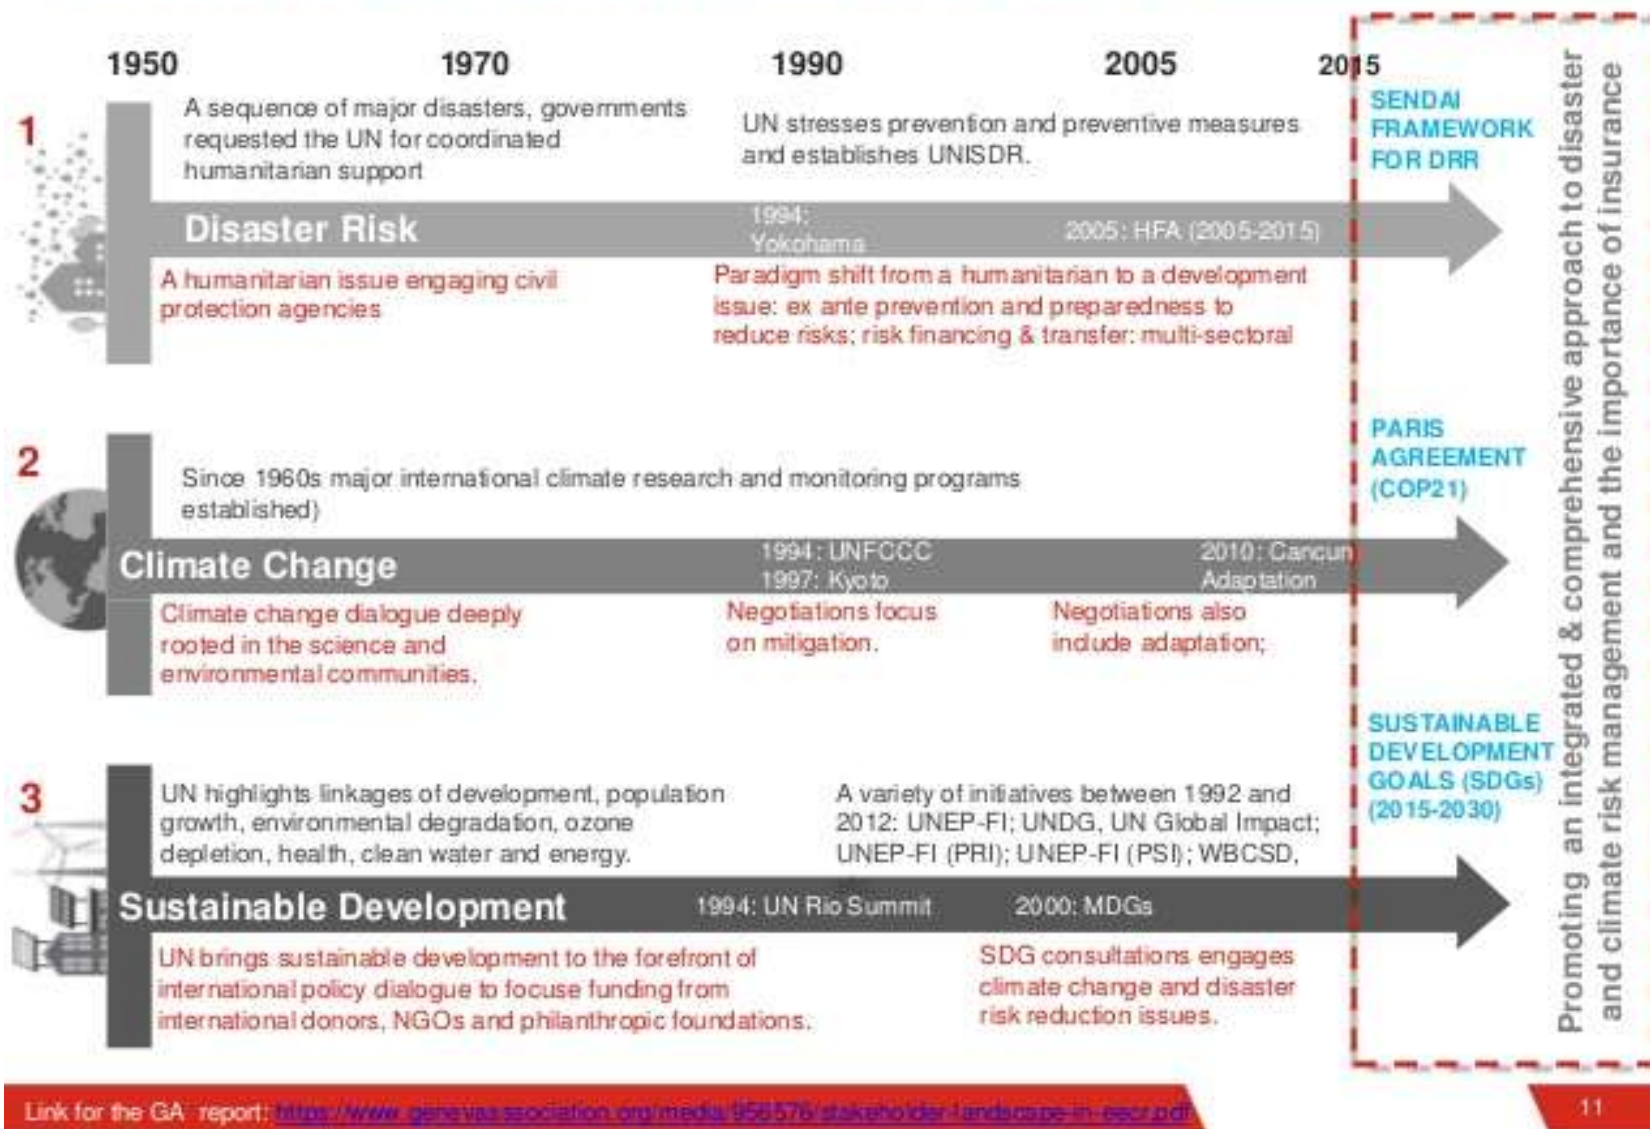 1950 1970 1990 2005 2015
1
A sequence of major disasters, governments
requested the UN for coordinated
humanitarian support
UN stresses prevention and preventive measures
and establishes UNISDR.
SENDAI
FRAMEWORK
FOR DRR
Disaster Risk
1994:
Yokohama
2005: HFA (2005-2015)
A humanitarian issue engaging civil
protection agencies
Paradigm shift from a humanitarian to a development
issue: ex ante prevention and preparedness to
reduce risks; risk financing & transfer: multi-sectoral
2
Since 1960s major international climate research and monitoring programs
established)
PARIS
AGREEMENT
(COP21)
Climate Change
1994: UNFCCC
1997: Kyoto
2010: Cancun
Adaptation
Climate change dialogue deeply
rooted in the science and
environmental communities.
Negotiations focus
on mitigation.
Negotiations also
include adaptation;
3
UN highlights linkages of development, population
growth, environmental degradation, ozone
depletion, health, clean water and energy.
A variety of initiatives between 1992 and
2012: UNEP-FI; UNDG, UN Global Impact;
UNEP-FI (PRI); UNEP-FI (PSI); WBCSD,
SUSTAINABLE
DEVELOPMENT
GOALS (SDGs)
(2015-2030)
Sustainable Development
1994: UN Rio Summit
2000: MDGs
UN brings sustainable development to the forefront of
international policy dialogue to focuse funding from
international donors, NGOs and philanthropic foundations.
SDG consultations engages
climate change and disaster
risk reduction issues.
Promoting an integrated & comprehensive approach to disaster
and climate risk management and the importance of insurance
Link for the GA report: https://www.genevaassociation.org/media/956576/stakeholder-landscape-in-eecr.pdf
11